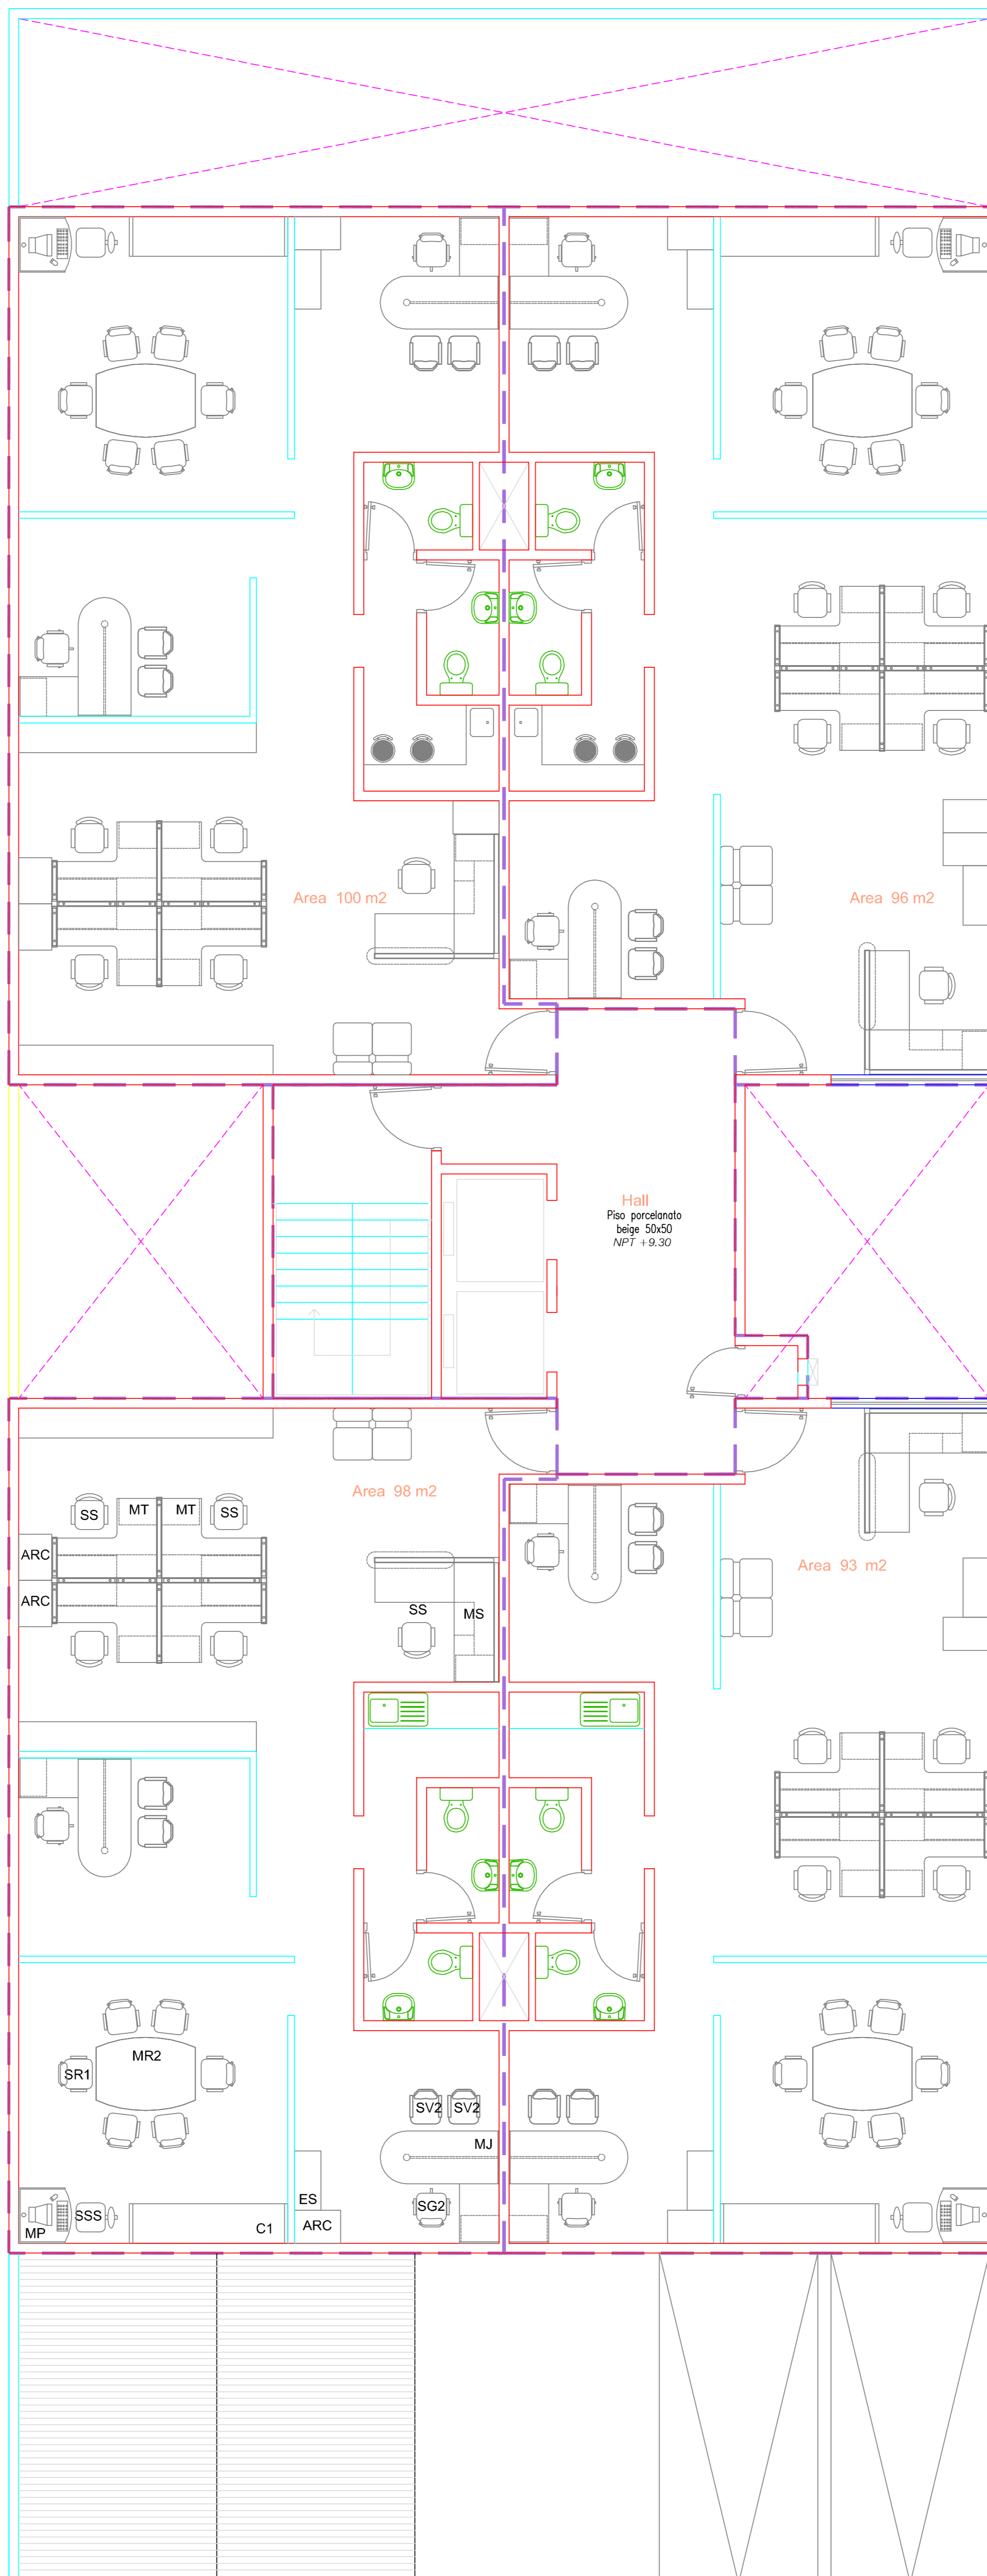 Area 100 m2
Area 96 m2
Hall
Piso porcelanato
beige 50x50
NPT +9.30
Area 98 m2
SS
MT
MT
SS
ARC
ARC
Area 93 m2
SS
MS
MR2
SR1
SV2
SV2
MJ
ES
SG2
SSS
MP
C1
ARC